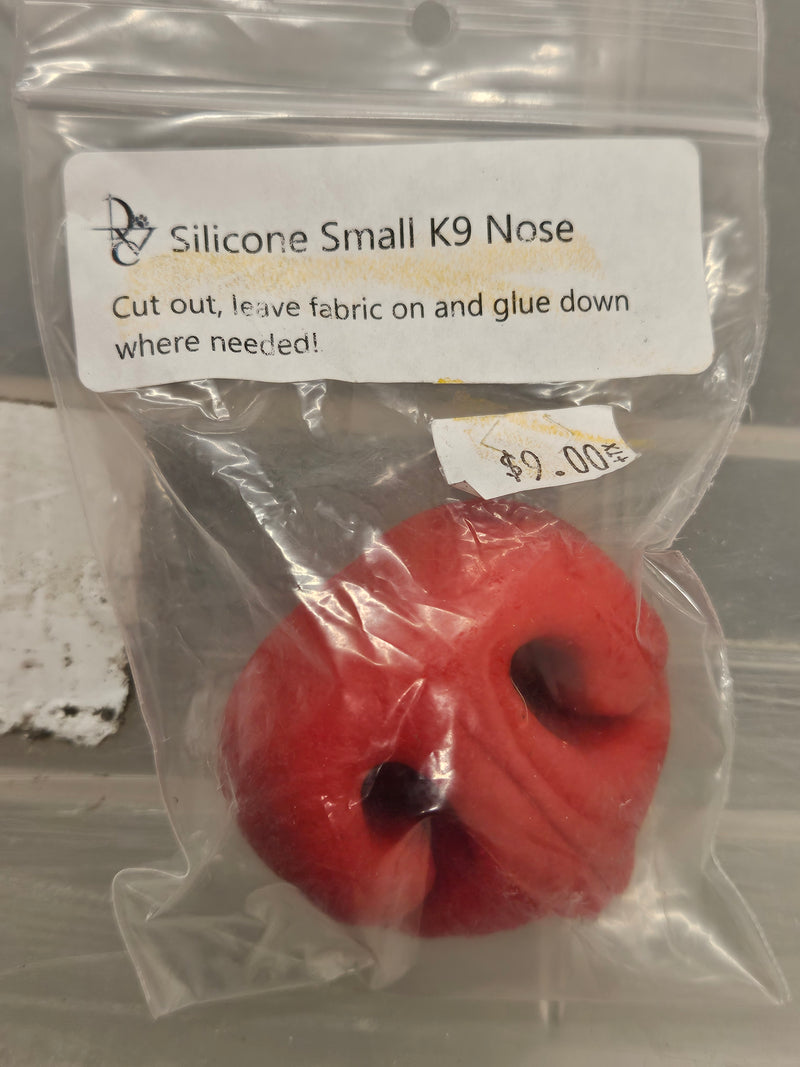 Silicone Small K9 Nose
Cut out, leave fabric on and glue down
where needed!
$9.00